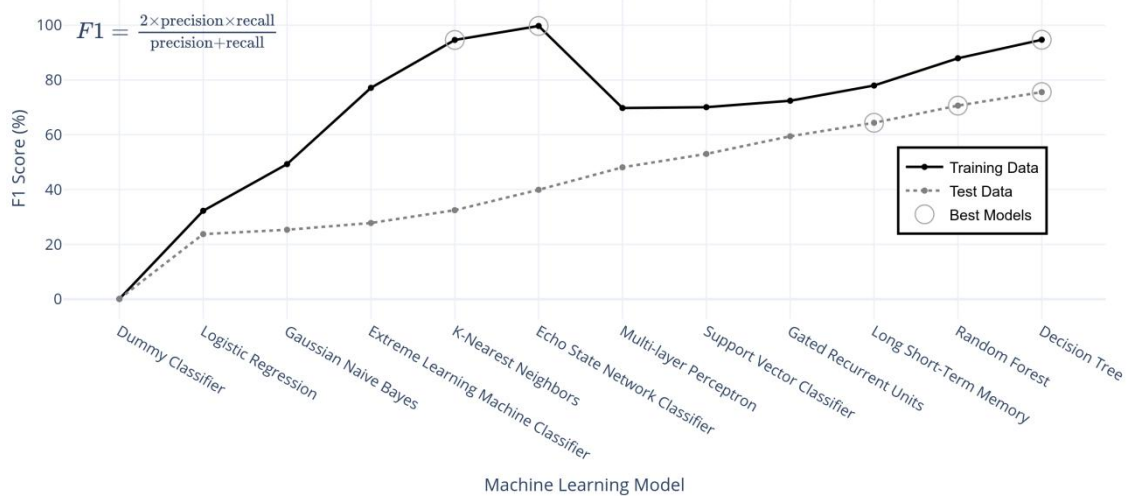 100
F1 = 2×precision×recall / precision+recall
80
60
40
20
0
F1 Score (%)
Training Data
Test Data
Best Models
Dummy Classifier
Logistic Regression
Gaussian Naive Bayes
Extreme Learning Machine Classifier
K-Nearest Neighbors
Echo State Network Classifier
Multi-layer Perceptron
Support Vector Classifier
Gated Recurrent Units
Long Short-Term Memory
Random Forest
Decision Tree
Machine Learning Model